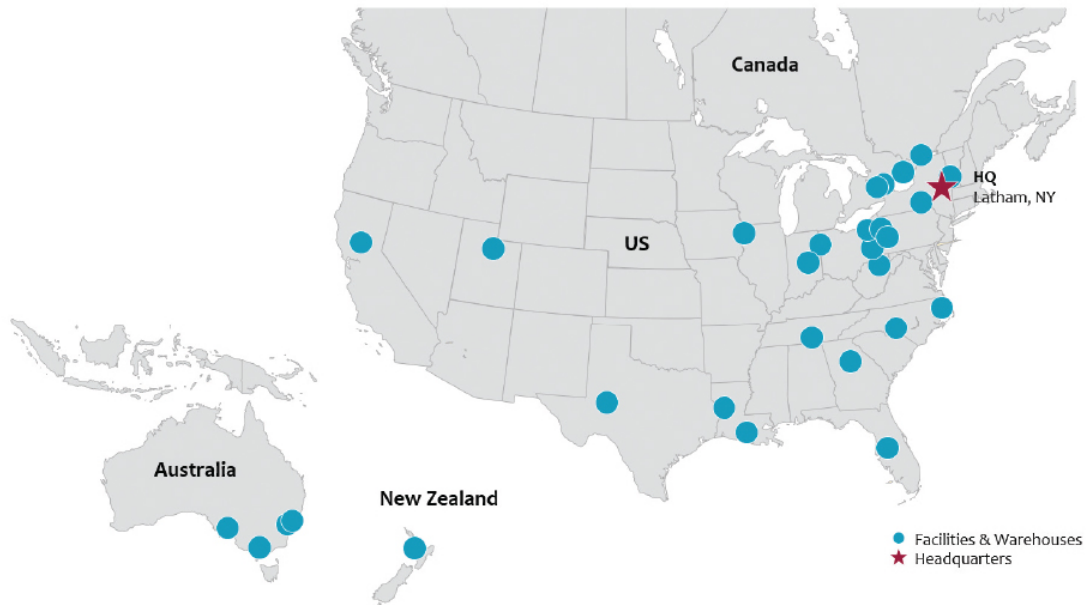 Canada
HQ
Latham, NY
US
Australia
New Zealand
Facilities & Warehouses
Headquarters